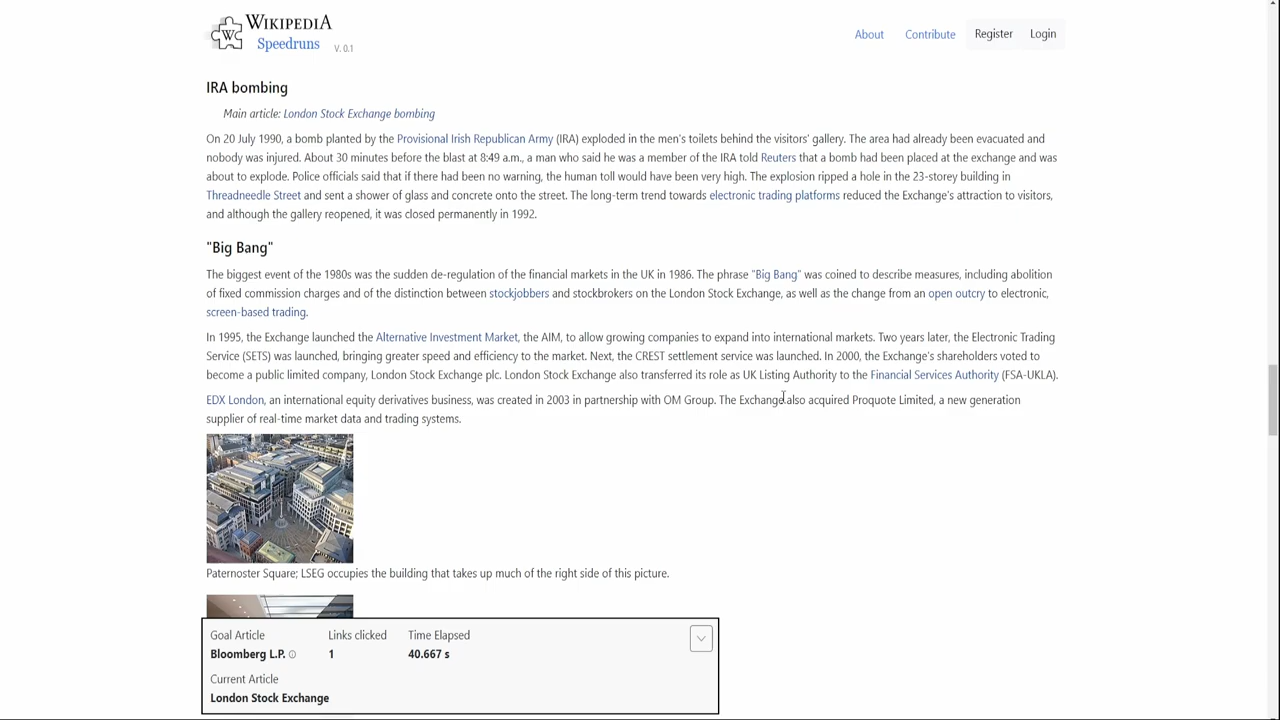 WIKIPEDIA
Speedruns
V. 0.1
About
Contribute
Register
Login
IRA bombing
Main article: London Stock Exchange bombing
On 20 July 1990, a bomb planted by the Provisional Irish Republican Army (IRA) exploded in the men's toilets behind the visitors' gallery. The area had already been evacuated and
nobody was injured. About 30 minutes before the blast at 8:49 a.m., a man who said he was a member of the IRA told Reuters that a bomb had been placed at the exchange and was
about to explode. Police officials said that if there had been no warning, the human toll would have been very high. The explosion ripped a hole in the 23-storey building in
Threadneedle Street and sent a shower of glass and concrete onto the street. The long-term trend towards electronic trading platforms reduced the Exchange's attraction to visitors,
and although the gallery reopened, it was closed permanently in 1992.
"Big Bang"
The biggest event of the 1980s was the sudden de-regulation of the financial markets in the UK in 1986. The phrase "Big Bang" was coined to describe measures, including abolition
of fixed commission charges and of the distinction between stockjobbers and stockbrokers on the London Stock Exchange, as well as the change from an open outcry to electronic,
screen-based trading.
In 1995, the Exchange launched the Alternative Investment Market, the AIM, to allow growing companies to expand into international markets. Two years later, the Electronic Trading
Service (SETS) was launched, bringing greater speed and efficiency to the market. Next, the CREST settlement service was launched. In 2000, the Exchange's shareholders voted to
become a public limited company, London Stock Exchange plc. London Stock Exchange also transferred its role as UK Listing Authority to the Financial Services Authority (FSA-UKLA).
EDX London, an international equity derivatives business, was created in 2003 in partnership with OM Group. The Exchange also acquired Proquote Limited, a new generation
supplier of real-time market data and trading systems.
Paternoster Square; LSEG occupies the building that takes up much of the right side of this picture.
Goal Article
Links clicked
Time Elapsed
Bloomberg L.P.
1
40.667 s
Current Article
London Stock Exchange